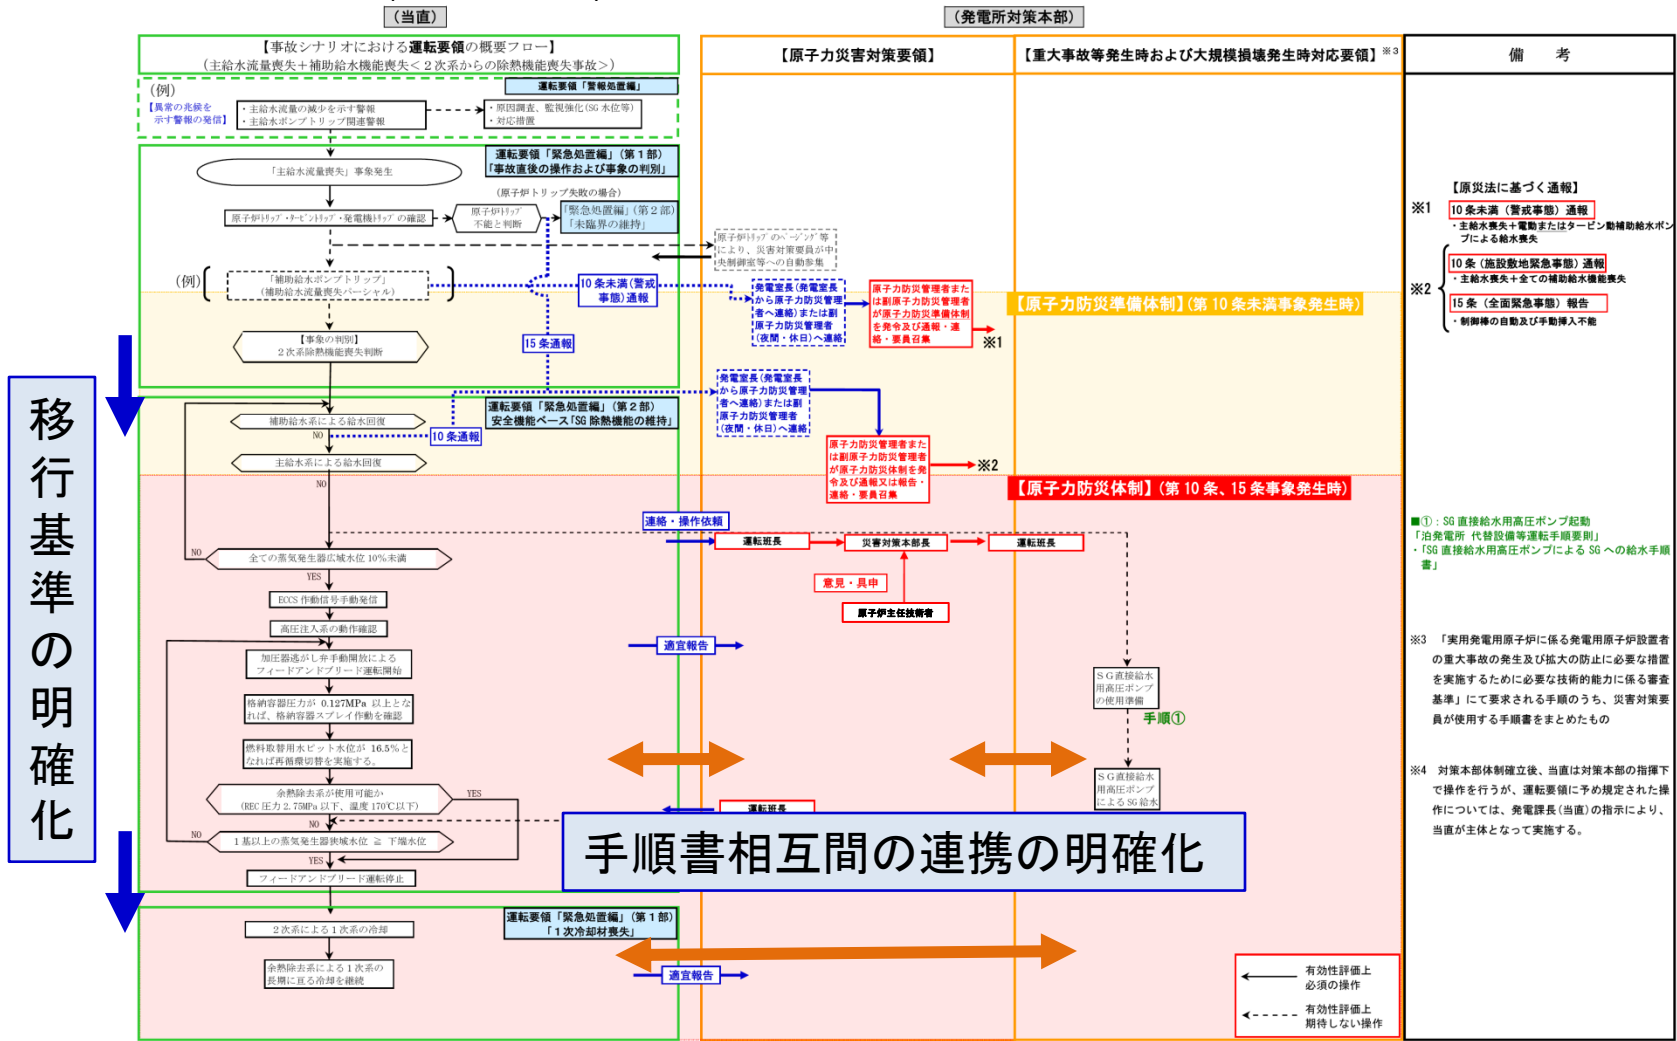 (当直)
(発電所対策本部)
【事故シナリオにおける運転要領の概要フロー】
(主給水流量喪失+補助給水機能喪失<2次系からの除熱機能喪失事故>)
【原子力災害対策要領】
【重大事故等発生時および大規模損壊発生時対応要領】※3
備 考
運転要領「警報処置編」
(例)
【異常の兆候を
示す警報の発信】
・主給水流量の減少を示す警報
・主給水ポンプトリップ関連警報
・原因調査、監視強化(SG水位等)
・対応措置
運転要領「緊急処置編」(第1部)
「事故直後の操作および事象の判別」
「主給水流量喪失」事象発生
(原子炉トリップ失敗の場合)
原子炉トリップ・タービントリップ・発電機トリップの確認
原子炉トリップ
不能と判断
「緊急処置編」(第2部)
「未臨界の維持」
原子炉トリップのページング等
により、災害対策要員が中
央制御室等への自動参集
(例)
「補助給水ポンプトリップ」
(補助給水流量喪失パーシャル)
10条未満(警戒
事態)通報
発電室長(発電室長
から原子力防災管理
者へ連絡)または副
原子力防災管理者
(夜間・休日)へ連絡
原子力防災管理者また
は副原子力防災管理者
が原子力防災準備体制
を発令及び通報・連
絡・要員召集
※1
【原子力防災準備体制】(第10条未満事象発生時)
【事象の判別】
2次系除熱機能喪失判断
15条通報
運転要領「緊急処置編」(第2部)
安全機能ベース「SG除熱機能の維持」
補助給水系による給水回復
NO
10条通報
主給水系による給水回復
NO
発電室長(発電室長
から原子力防災管理
者へ連絡)または副
原子力防災管理者
(夜間・休日)へ連絡
原子力防災管理者また
は副原子力防災管理者
が原子力防災体制を発
令及び通報又は報告・
連絡・要員召集
※2
【原子力防災体制】(第10条、15条事象発生時)
連絡・操作依頼
運転班長
災害対策本部長
運転班長
意見・具申
原子炉主任技術者
NO
全ての蒸気発生器広域水位10%未満
YES
ECCS作動信号手動発信
高圧注入系の動作確認
加圧器逃がし弁手動開放による
フィードアンドブリード運転開始
適宜報告
格納容器圧力が 0.127MPa 以上とな
れば、格納容器スプレイ作動を確認
燃料取替用水ピット水位が 16.5%と
なれば再循環切替を実施する。
余熱除去系が使用可能か
(REC圧力2.75MPa以下、温度170℃以下)
YES
NO
NO
1基以上の蒸気発生器狭域水位 ≧ 下端水位
YES
フィードアンドブリード運転停止
SG直接給水
用高圧ポンプ
の使用準備
手順①
SG直接給水
用高圧ポンプ
によるSG給水
運転班長
手順書相互間の連携の明確化
運転要領「緊急処置編」(第1部)
「1次冷却材喪失」
2次系による1次系の冷却
余熱除去系による1次系の
長期に亘る冷却を継続
適宜報告
有効性評価上
必須の操作
有効性評価上
期待しない操作
移行基準の明確化
【原災法に基づく通報】
※1
10条未満(警戒事態)通報
・主給水喪失+電動またはタービン動補助給水ポン
プによる給水喪失
※2
10条(施設敷地緊急事態)通報
・主給水喪失+全ての補助給水機能喪失
15条(全面緊急事態)報告
・制御棒の自動及び手動挿入不能
■①:SG直接給水用高圧ポンプ起動
「泊発電所 代替設備等運転手順要則」
・「SG直接給水用高圧ポンプによるSGへの給水手順
書」
※3 「実用発電用原子炉に係る発電用原子炉設置者
の重大事故の発生及び拡大の防止に必要な措置
を実施するために必要な技術的能力に係る審査
基準」にて要求される手順のうち、災害対策要
員が使用する手順書をまとめたもの
※4 対策本部体制確立後、当直は対策本部の指揮下
で操作を行うが、運転要領に予め規定された操
作については、発電課長(当直)の指示により、
当直が主体となって実施する。